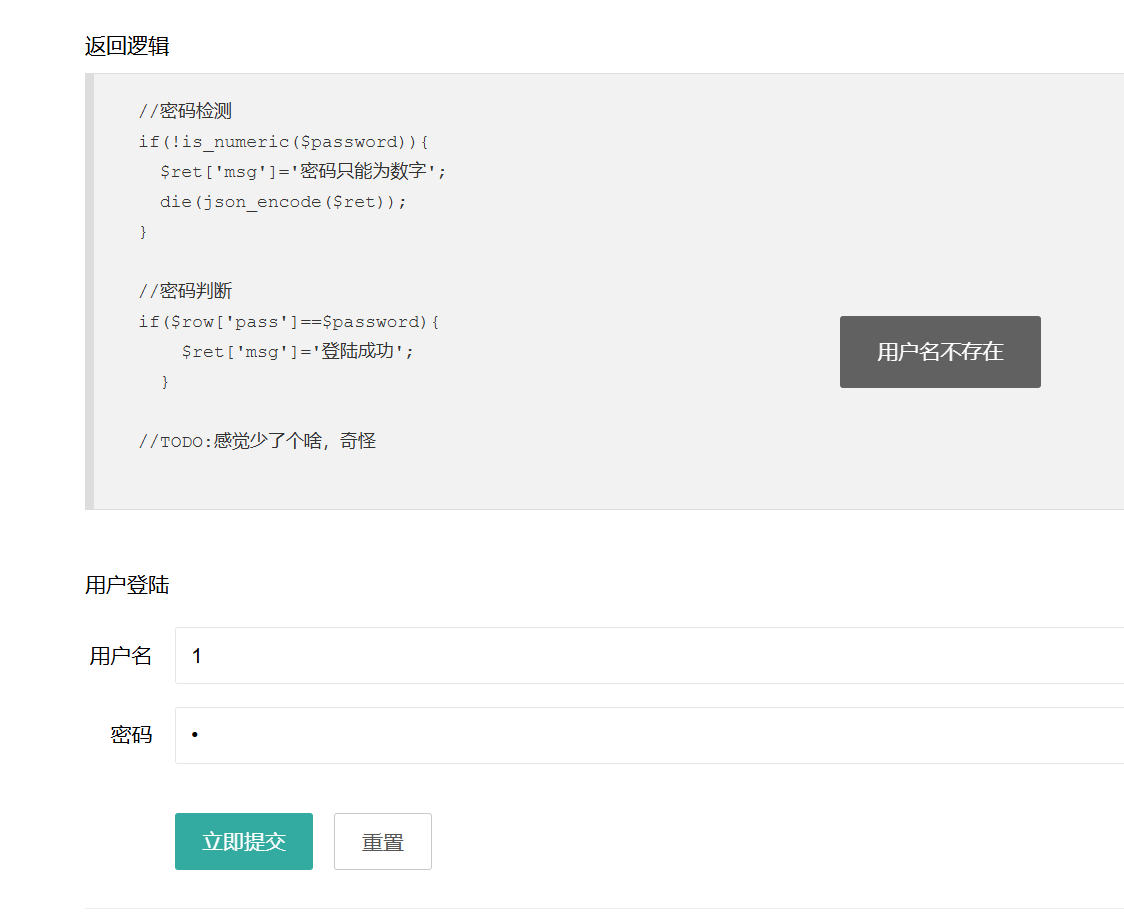 返回逻辑
//密码检测
if(!is_numeric($password)){
$ret['msg']='密码只能为数字';
die(json_encode($ret));
}
//密码判断
if($row['pass']==$password){
$ret['msg']='登陆成功';
}
用户名不存在
//TODO:感觉少了个啥，奇怪
用户登陆
用户名 1
密码 •
立即提交 重置